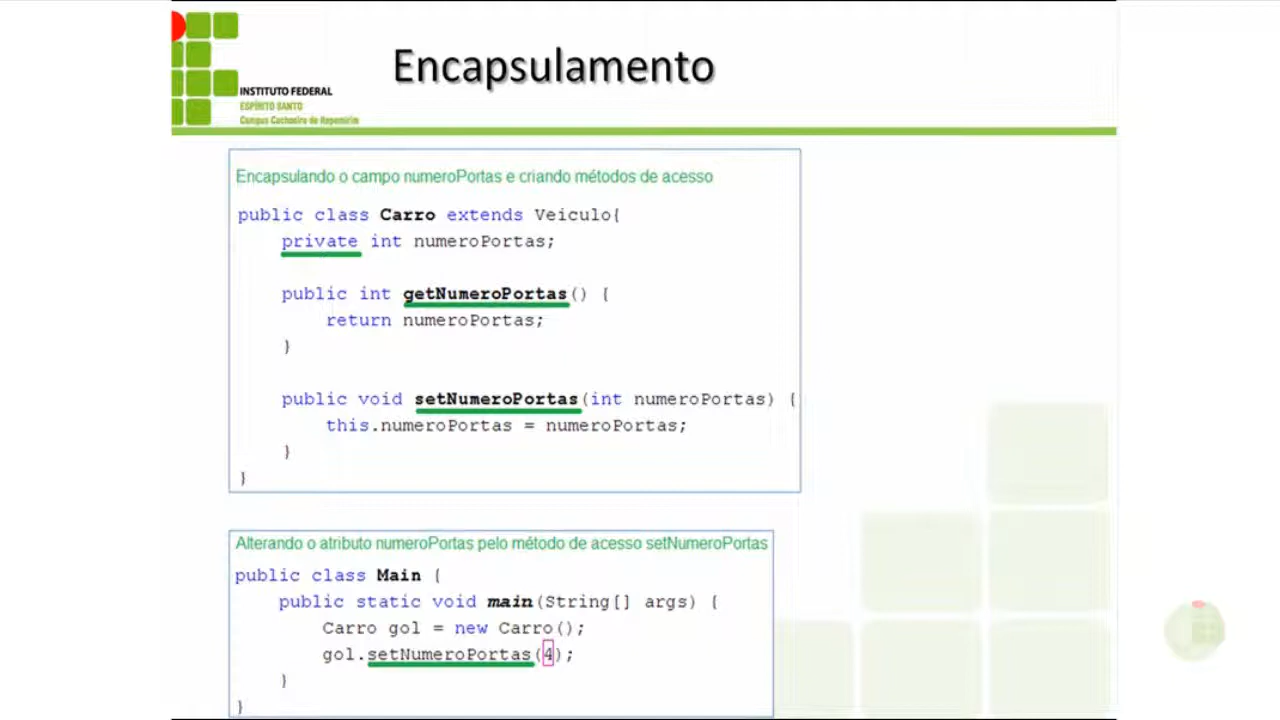 Encapsulamento
INSTITUTO FEDERAL
ESPÍRITO SANTO
Campus Cachoeiro de Itapemirim
Encapsulando o campo numeroPortas e criando métodos de acesso
public class Carro extends Veiculo{
private int numeroPortas;
public int getNumeroPortas() {
return numeroPortas;
}
public void setNumeroPortas(int numeroPortas) {
this.numeroPortas = numeroPortas;
}
}
Alterando o atributo numeroPortas pelo método de acesso setNumeroPortas
public class Main {
public static void main(String[] args) {
Carro gol = new Carro();
gol.setNumeroPortas(4);
}
}